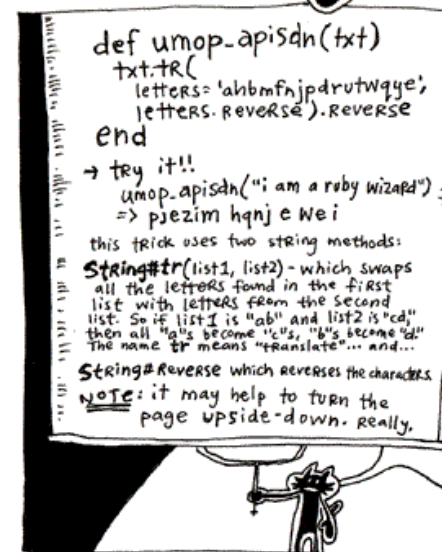 def umop_apisdn(txt)
txt.tR(
letteRs= 'ahbmfnjpdrutwqye',
letteRs.ReveRse).ReveRse
end
→ tRy it!!
umop_apisdn("i am a ruby wizaRd")
=> pjezim hqnj e we i
this tRick uses two stRing methods:
StRing#tr(list1, list2) - which swaps
all the letteRs found in the fiRst
list with letteRs fRom the second
list. So if list1 is "ab" and list2 is "cd,"
then all "a"s become "c"s, "b"s become "d."
The name tr means "tRanslate"... and...
StRing#ReveRse which ReveRses the chaRacteRs.
NOTE: it may help to tuRn the
page upside-down. Really.